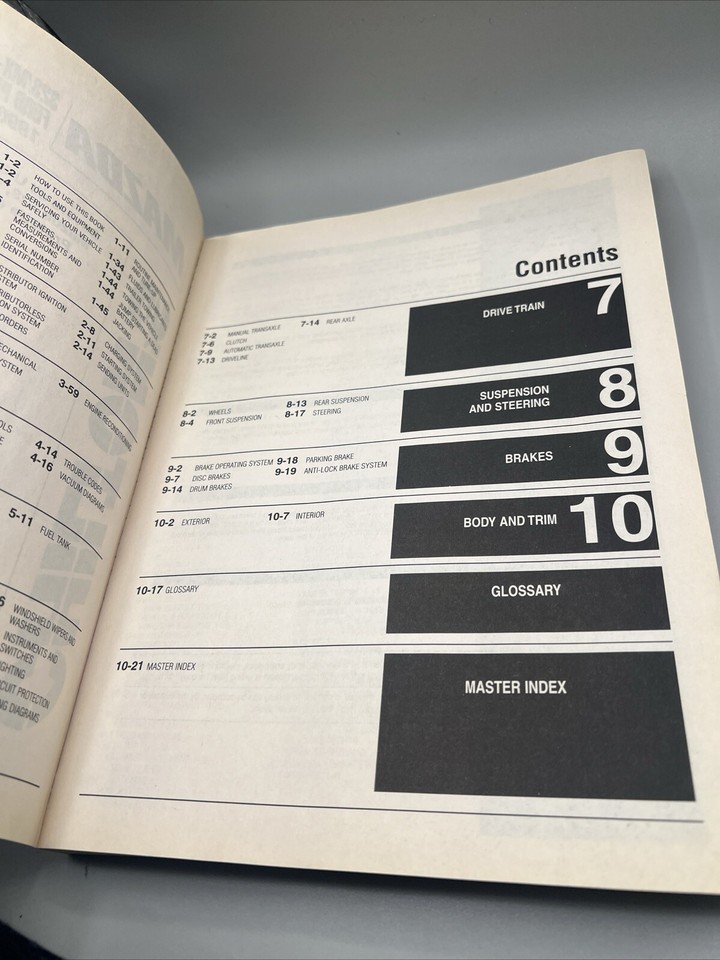 1-2 HOW TO USE THIS BOOK
1-2 TOOLS AND EQUIPMENT
SERVICING YOUR VEHICLE
SAFELY
FASTENERS,
MEASUREMENTS AND
CONVERSIONS
SERIAL NUMBER
IDENTIFICATION
1-11
1-34
1-43
1-44
1-44
1-45 JACKING
IGNITION
2-8 CHARGING SYSTEM
2-11 STARTING SYSTEM
2-14 SENDING UNITS
3-59 ENGINE RECONDITIONING
4-14 TROUBLE CODES
4-16 VACUUM DIAGRAMS
5-11 FUEL TANK
WINDSHIELD WIPERS AND
WASHERS
INSTRUMENTS AND
SWITCHES
Contents
7-2 MANUAL TRANSAXLE
7-6 CLUTCH
7-9 AUTOMATIC TRANSAXLE
7-13 DRIVELINE
7-14 REAR AXLE
DRIVE TRAIN 7
8-2 WHEELS
8-4 FRONT SUSPENSION
8-13 REAR SUSPENSION
8-17 STEERING
SUSPENSION
AND STEERING 8
9-2 BRAKE OPERATING SYSTEM
9-7 DISC BRAKES
9-14 DRUM BRAKES
9-18 PARKING BRAKE
9-19 ANTI-LOCK BRAKE SYSTEM
BRAKES 9
10-2 EXTERIOR
10-7 INTERIOR
BODY AND TRIM 10
10-17 GLOSSARY
GLOSSARY
10-21 MASTER INDEX
MASTER INDEX